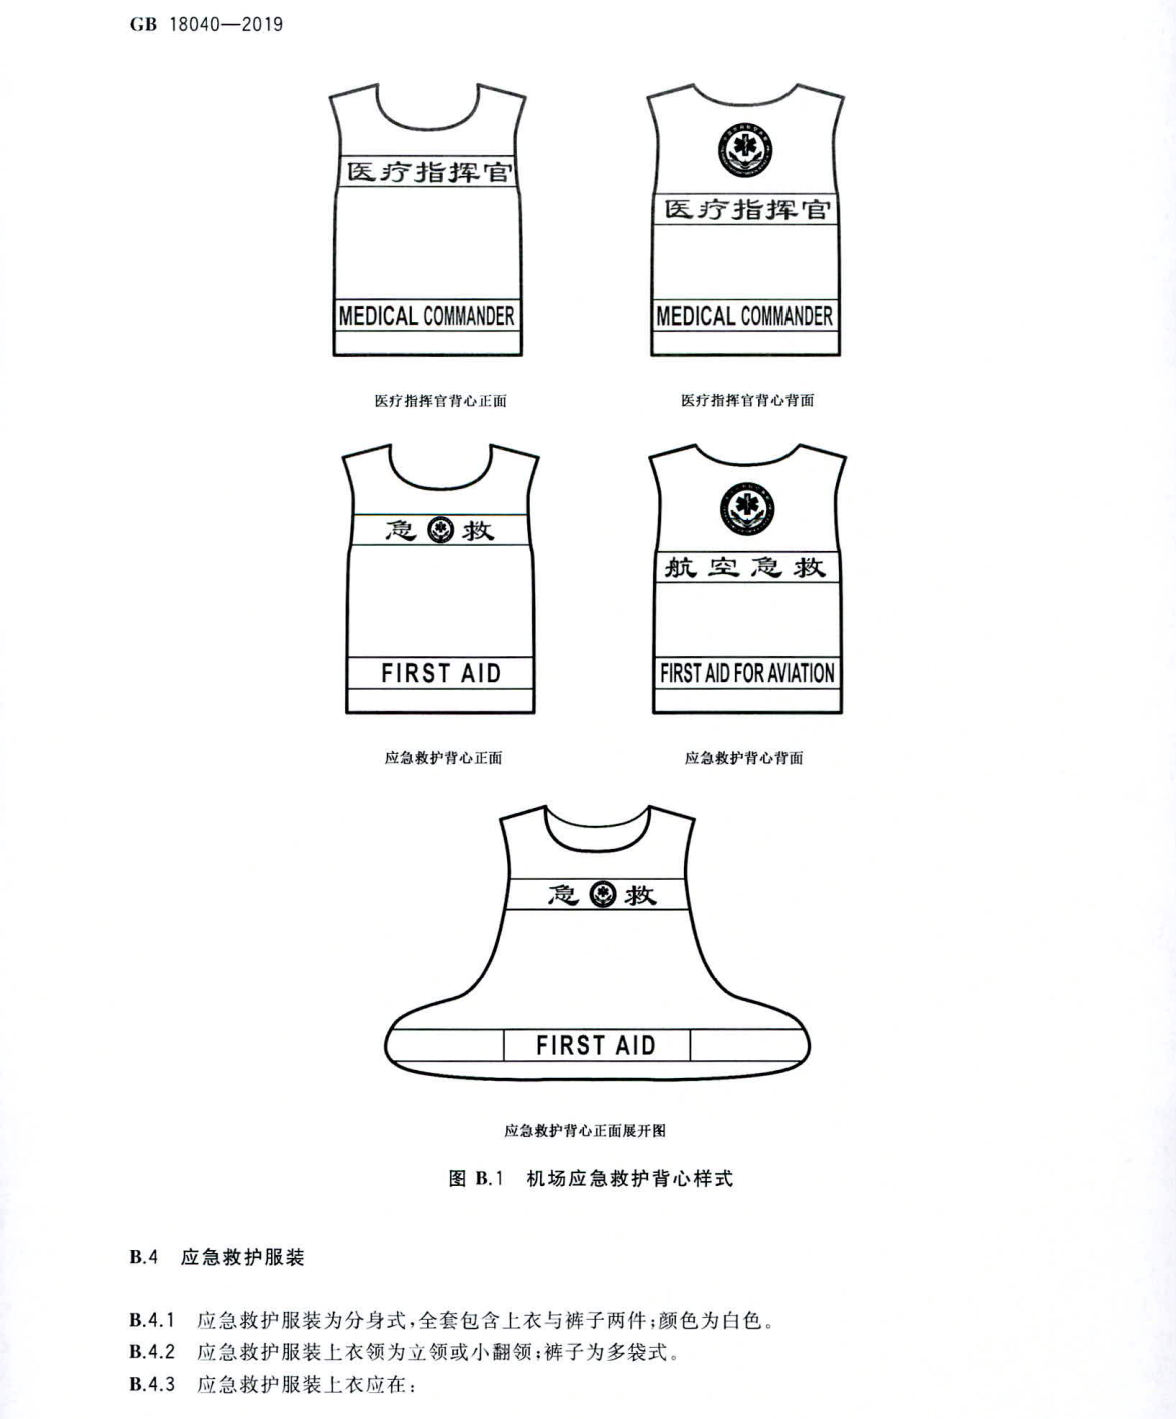 GB 18040—2019
医疗指挥官
医疗指挥官
MEDICAL COMMANDER
MEDICAL COMMANDER
医疗指挥官背心正面
医疗指挥官背心背面
急 救
航空急救
FIRST AID
FIRST AID FOR AVIATION
应急救护背心正面
应急救护背心背面
急 救
FIRST AID
应急救护背心正面展开图
图 B.1 机场应急救护背心样式
B.4 应急救护服装
B.4.1 应急救护服装为分身式,全套包含上衣与裤子两件;颜色为白色。
B.4.2 应急救护服装上衣领为立领或小翻领;裤子为多袋式。
B.4.3 应急救护服装上衣应在: